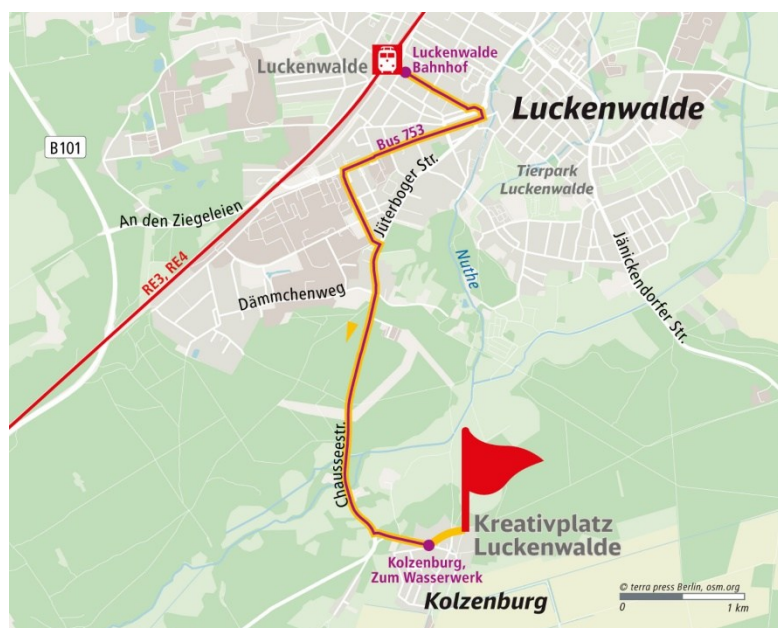 Luckenwalde
Luckenwalde
Bahnhof
Luckenwalde
B101
Bus 753
Tierpark
Luckenwalde
Jüterboger Str.
An den Ziegeleien
RE3, RE4
Nuthe
Jänickendorfer Str.
Dämmchenweg
Chausseestr.
Kreativplatz
Luckenwalde
Kolzenburg,
Zum Wasserwerk
Kolzenburg
© terra press Berlin, osm.org
0 1 km